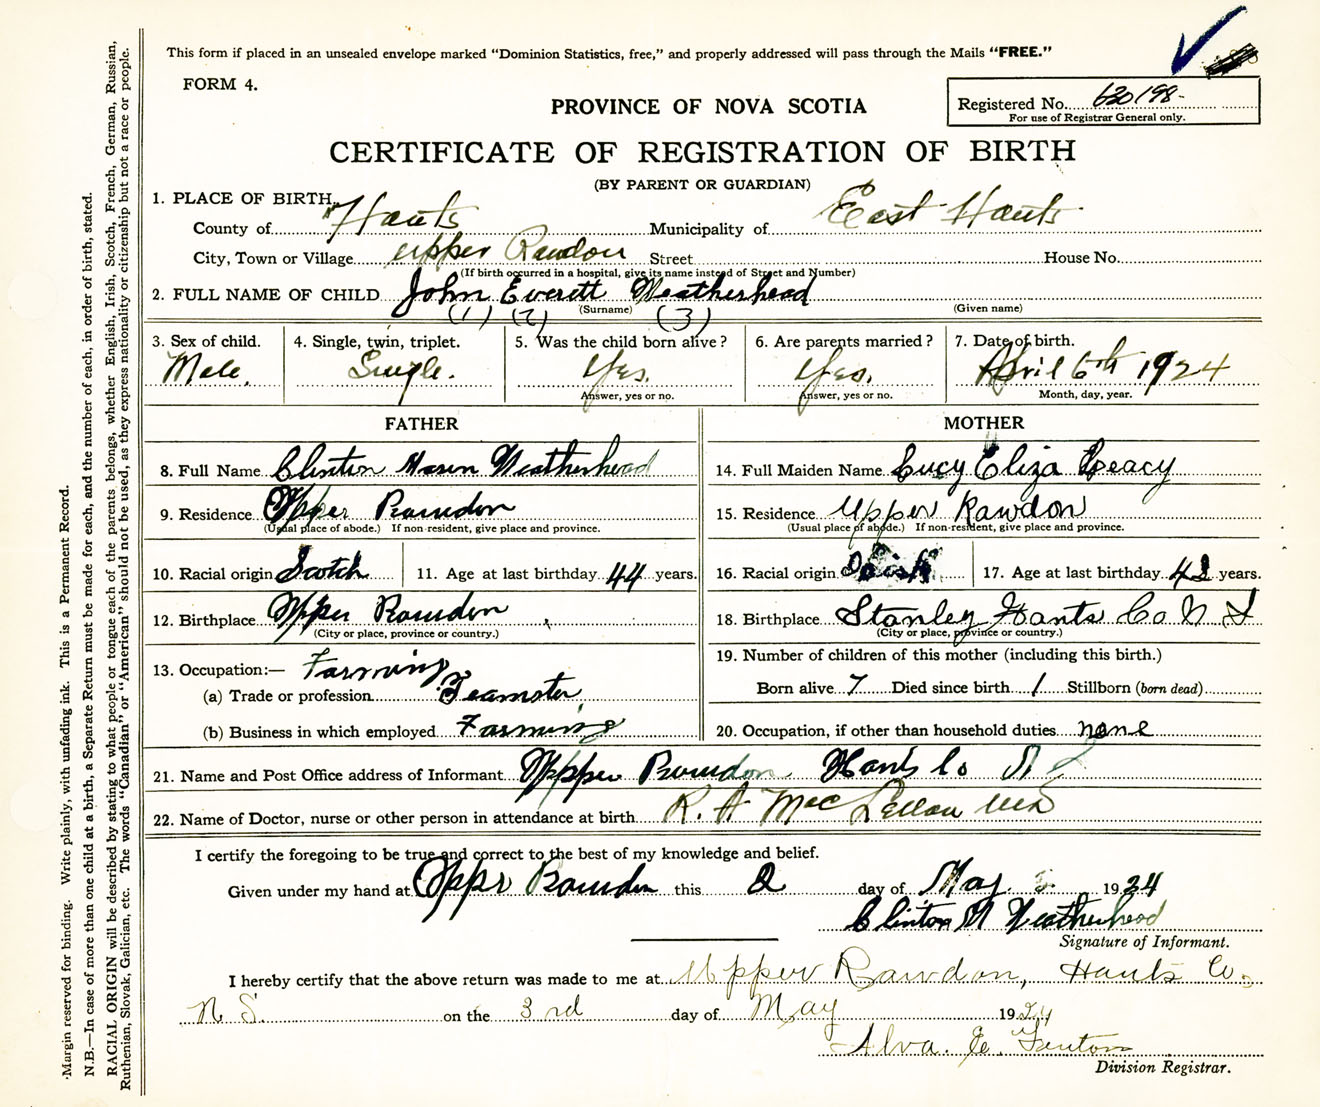 This form if placed in an unsealed envelope marked "Dominion Statistics, free," and properly addressed will pass through the Mails "FREE."
FORM 4.
PROVINCE OF NOVA SCOTIA
Registered No. 630198-
For use of Registrar General only.
CERTIFICATE OF REGISTRATION OF BIRTH
(BY PARENT OR GUARDIAN)
1. PLACE OF BIRTH,
County of Hants Municipality of East Hants
City, Town or Village Upper Rawdon Street House No.
(If birth occurred in a hospital, give its name instead of Street and Number)
2. FULL NAME OF CHILD John Everett Weatherhead
(1) (2) (Surname) (3) (Given name)
3. Sex of child. 4. Single, twin, triplet. 5. Was the child born alive? 6. Are parents married? 7. Date of birth.
Male. Single. Yes. Yes. April 6th 1924
Answer, yes or no. Answer, yes or no. Month, day, year.
FATHER MOTHER
8. Full Name Clinton Weatherhead 14. Full Maiden Name Lucy Eliza Leacy
9. Residence Upper Rawdon 15. Residence Upper Rawdon
(Usual place of abode.) If non-resident, give place and province. (Usual place of abode.) If non-resident, give place and province.
10. Racial origin Scotch 11. Age at last birthday 44 years. 16. Racial origin Irish 17. Age at last birthday years.
12. Birthplace Upper Rawdon 18. Birthplace Stanley Hants Co N S
(City or place, province or country.) (City or place, province or country.)
13. Occupation:— Farming 19. Number of children of this mother (including this birth.)
(a) Trade or profession Teamster Born alive 7 Died since birth 1 Stillborn (born dead)
(b) Business in which employed Farming 20. Occupation, if other than household duties none
21. Name and Post Office address of Informant Upper Rawdon Hants Co N S
22. Name of Doctor, nurse or other person in attendance at birth R. A MacLellan MD
I certify the foregoing to be true and correct to the best of my knowledge and belief.
Given under my hand at Upper Rawdon this 2 day of May 1924
Clinton M Weatherhead
Signature of Informant.
I hereby certify that the above return was made to me at Upper Rawdon, Hants Co.
N. S. on the 3rd day of May 1924
Alva. E. Fenton
Division Registrar.
Margin reserved for binding. Write plainly, with unfading ink. This is a Permanent Record.
N.B.—In case of more than one child at a birth, a Separate Return must be made for each, and the number of each, in order of birth, stated.
RACIAL ORIGIN will be described by stating to what people or tongue each of the parents belongs, whether English, Irish, Scotch, French, German, Russian,
Ruthenian, Slovak, Galician, etc. The words "Canadian" or "American" should not be used, as they express nationality or citizenship but not a race or people.